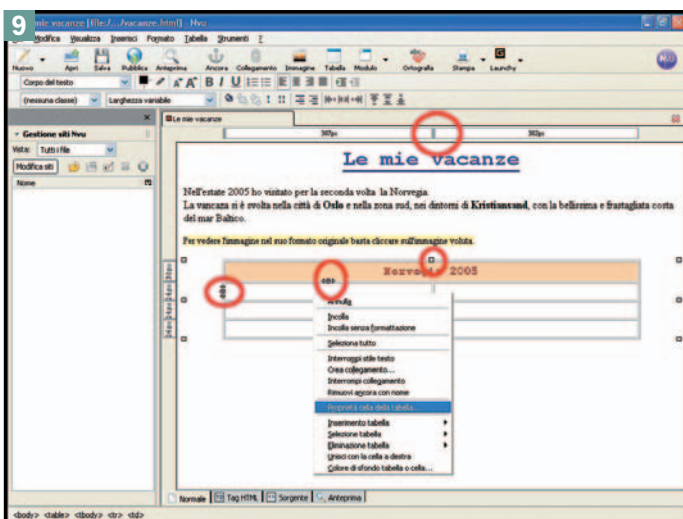 9
mie vacanze [file:/.../vacanze.html] - Nvu
Modifica Visualizza Inserisci Formato Tabella Strumenti ?
Nuovo Apri Salva Pubblica Anteprima Ancora Collegamento Immagine Tabella Modulo Ortografia Stampa Launchy
Corpo del testo
(nessuna classe) Larghezza variabile
Gestione siti Nvu
Vista: Tutti i file
Modifica siti
Nome
Le mie vacanze
307px 302px
Le mie vacanze
Nell'estate 2005 ho visitato per la seconda volta la Norvegia.
La vancaza si è svolta nella città di Oslo e nella zona sud, nei dintorni di Kristiansand, con la bellissima e frastagliata costa
del mar Baltico.
Per vedere l'immagine nel suo formato originale basta cliccare sull'immagine voluta.
Norvegia 2005
Annulla
Incolla
Incolla senza formattazione
Seleziona tutto
Interrompi stile testo
Crea collegamento...
Interrompi collegamento
Rimuovi ancora con nome
Proprietà cella della tabella...
Inserimento tabella
Selezione tabella
Eliminazione tabella
Unisci con la cella a destra
Colore di sfondo tabella o cella...
Normale Tag HTML Sorgente Anteprima
<body> <table> <tbody> <tr> <td>